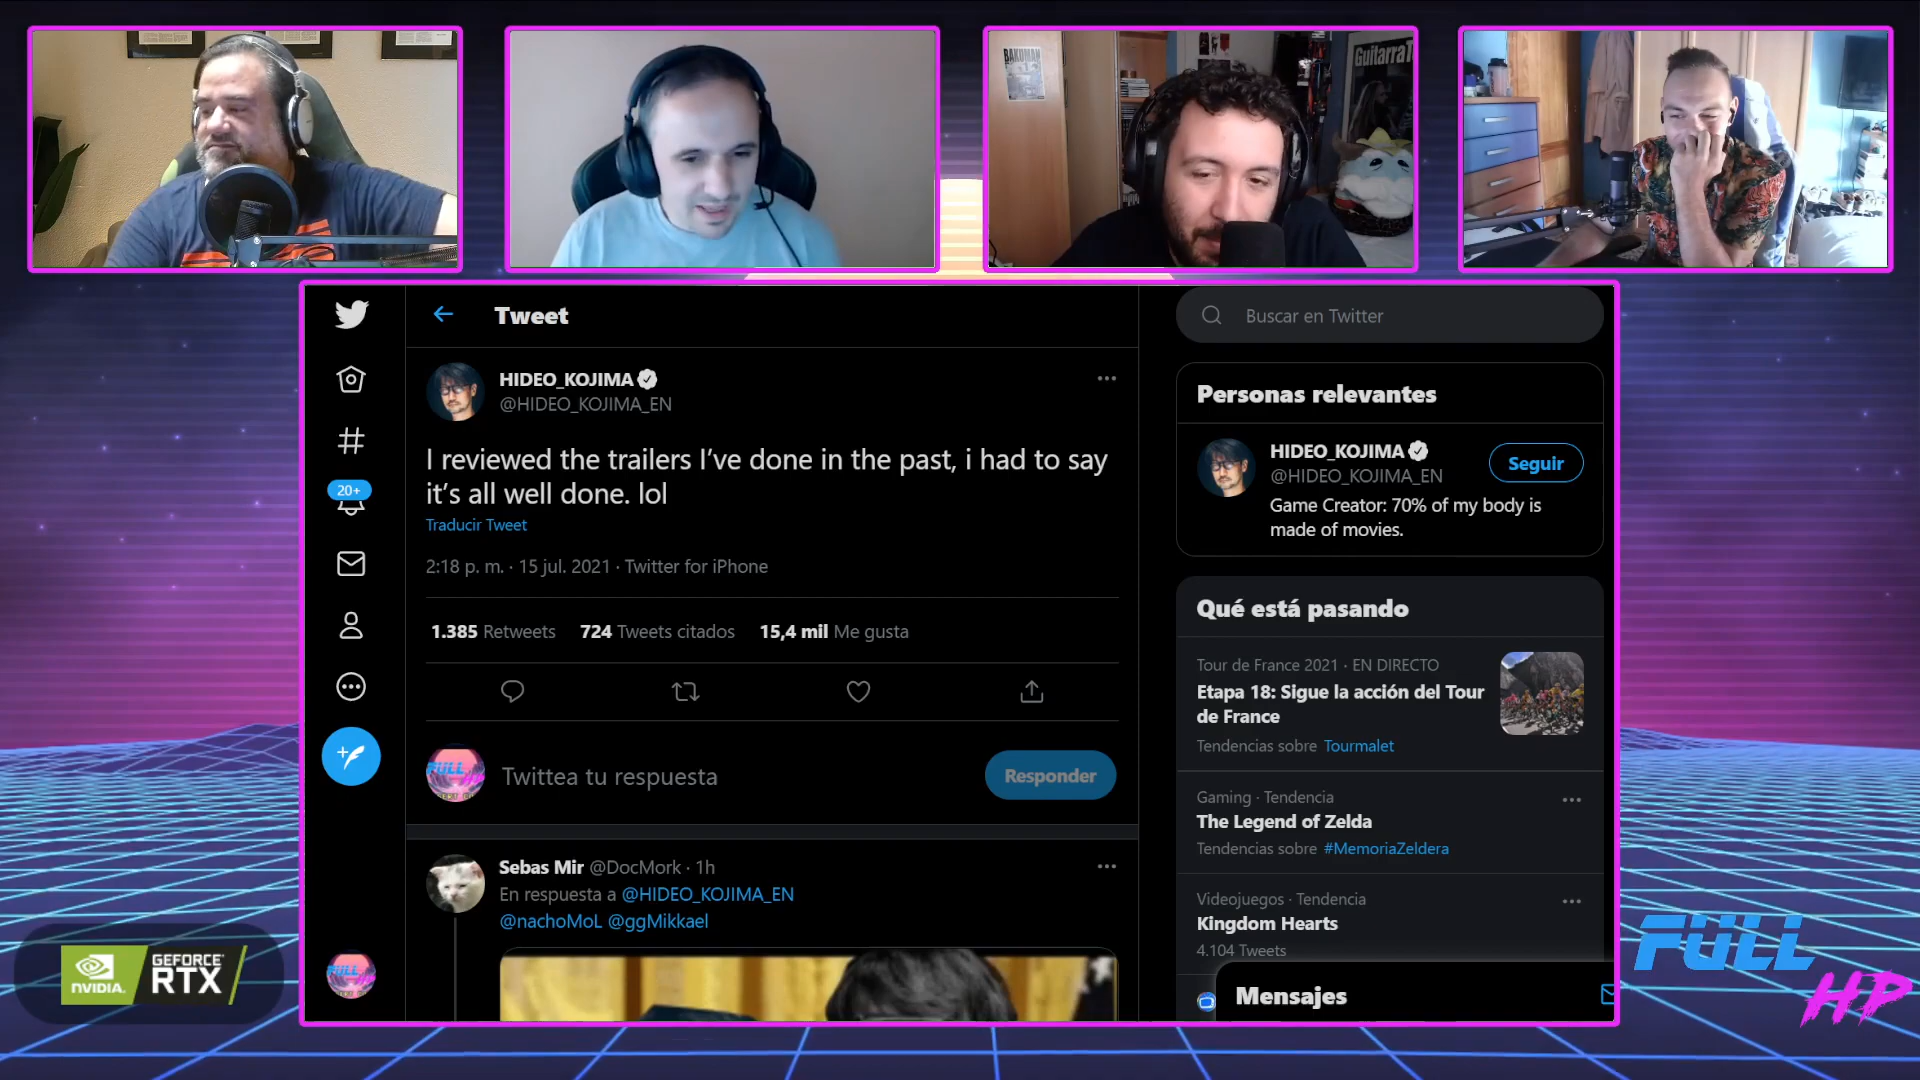 BAKUMAN
GuitarraT
Tweet
Buscar en Twitter
HIDEO_KOJIMA
@HIDEO_KOJIMA_EN
I reviewed the trailers I've done in the past, i had to say
it's all well done. lol
Traducir Tweet
2:18 p. m. · 15 jul. 2021 · Twitter for iPhone
1.385 Retweets 724 Tweets citados 15,4 mil Me gusta
20+
FULL
Twittea tu respuesta
Responder
Sebas Mir @DocMork · 1h
En respuesta a @HIDEO_KOJIMA_EN
@nachoMoL @ggMikkael
Personas relevantes
HIDEO_KOJIMA
@HIDEO_KOJIMA_EN
Seguir
Game Creator: 70% of my body is
made of movies.
Qué está pasando
Tour de France 2021 · EN DIRECTO
Etapa 18: Sigue la acción del Tour
de France
Tendencias sobre Tourmalet
Gaming · Tendencia
The Legend of Zelda
Tendencias sobre #MemoriaZeldera
Videojuegos · Tendencia
Kingdom Hearts
4.104 Tweets
Mensajes
NVIDIA.
GEFORCE
RTX
FULL
FULL
HP